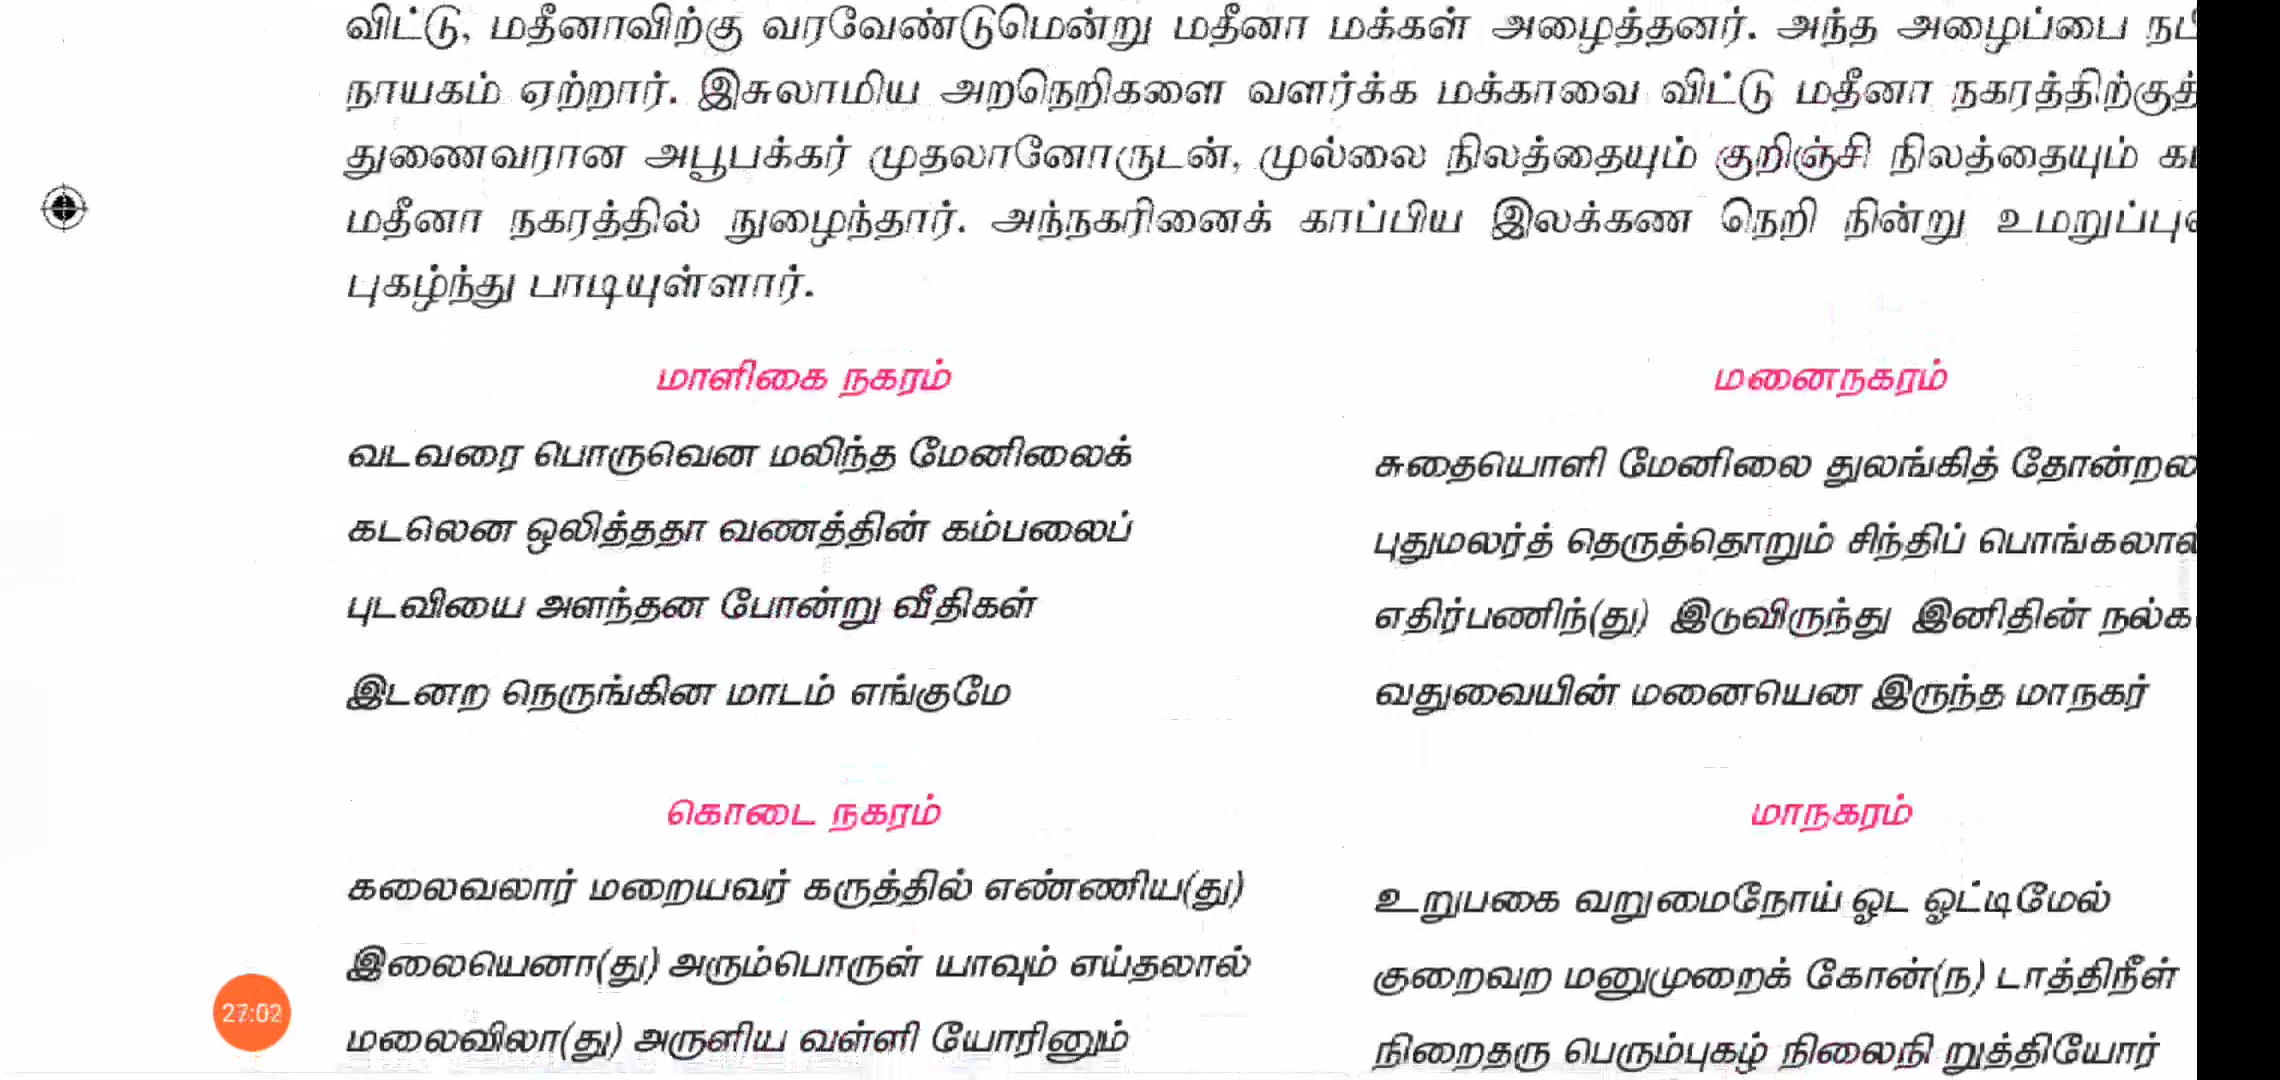 விட்டு, மதீனாவிற்கு வரவேண்டுமென்று மதீனா மக்கள் அழைத்தனர். அந்த அழைப்பை
நாயகம் ஏற்றார். இசுலாமிய அறநெறிகளை வளர்க்க மக்காவை விட்டு மதீனா நகரத்திற்குத்
துணைவரான அபூபக்கர் முதலானோருடன், முல்லை நிலத்தையும் குறிஞ்சி நிலத்தையும்
மதீனா நகரத்தில் நுழைந்தார். அந்நகரினைக் காப்பிய இலக்கண நெறி நின்று
புகழ்ந்து பாடியுள்ளார்.
மாளிகை நகரம்
வடவரை பொருவென மலிந்த மேனிலைக்
கடலென ஒலித்ததா வணத்தின் கம்பலைப்
புடவியை அளந்தன போன்று வீதிகள்
இடனற நெருங்கின மாடம் எங்குமே
மனைநகரம்
சுதையொளி மேனிலை துலங்கித்
புதுமலர்த் தெருத்தொறும் சிந்திப்
எதிர்பணிந்(து) இடுவிருந்து இனிதின்
வதுவையின் மனையென இருந்த மாநகர்
கொடை நகரம்
கலைவலார் மறையவர் கருத்தில் எண்ணிய(து)
இலையெனா(து) அரும்பொருள் யாவும் எய்தலால்
மலைவிலா(து) அருளிய வள்ளி யோரினும்
மாநகரம்
உறுபகை வறுமைநோய் ஓட ஓட்டிமேல்
குறைவற மனுமுறைக் கோன்(ந) டாத்திநீள்
நிறைதரு பெரும்புகழ் நிலைநி றுத்தியோர்
27:02